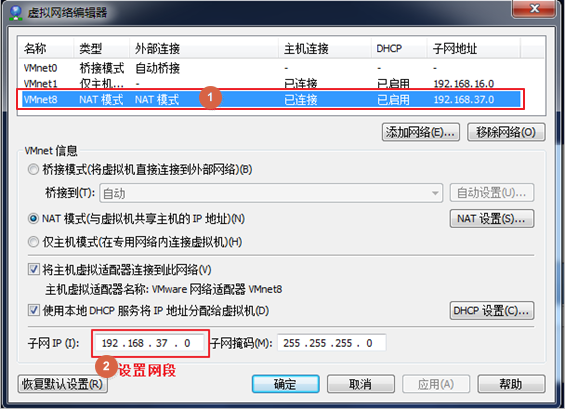 虚拟网络编辑器
名称 类型 外部连接 主机连接 DHCP 子网地址
VMnet0 桥接模式 自动桥接 - - -
VMnet1 仅主机... - 已连接 已启用 192.168.16.0
VMnet8 NAT 模式 NAT 模式 已连接 已启用 192.168.37.0
1
添加网络(E)... 移除网络(O)
VMnet 信息
桥接模式(将虚拟机直接连接到外部网络)(B)
桥接到(T): 自动 自动设置(U)...
NAT 模式(与虚拟机共享主机的 IP 地址)(N) NAT 设置(S)...
仅主机模式(在专用网络内连接虚拟机)(H)
将主机虚拟适配器连接到此网络(V)
主机虚拟适配器名称: VMware 网络适配器 VMnet8
使用本地 DHCP 服务将 IP 地址分配给虚拟机(D) DHCP 设置(C)...
子网 IP (I): 192 .168 . 37 . 0 子网掩码(M): 255 .255 .255 . 0
2 设置网段
恢复默认设置(R) 确定 取消 应用(A) 帮助